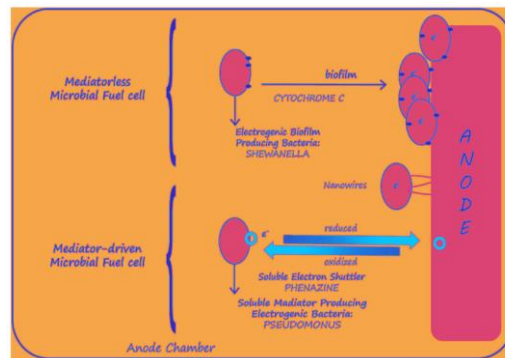 Mediatorless
Microbial Fuel cell
biofilm
CYTOCHROME C
Electrogenic Biofilm
Producing Bacteria:
SHEWANELLA
Nanowires
ANODE
Mediator-driven
Microbial Fuel cell
e⁻
reduced
oxidized
Soluble Electron Shuttler
PHENAZINE
Soluble Madiator Producing
Electrogenic Bacteria:
PSEUDOMONUS
Anode Chamber